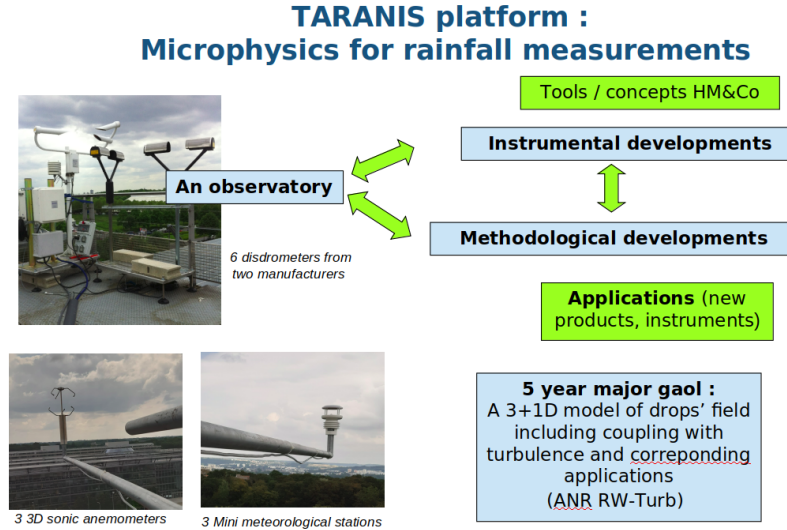 TARANIS platform :
Microphysics for rainfall measurements
Tools / concepts HM&Co
Instrumental developments
An observatory
Methodological developments
6 disdrometers from
two manufacturers
Applications (new
products, instruments)
5 year major gaol :
A 3+1D model of drops’ field
including coupling with
turbulence and correponding
applications
(ANR RW-Turb)
3 3D sonic anemometers
3 Mini meteorological stations